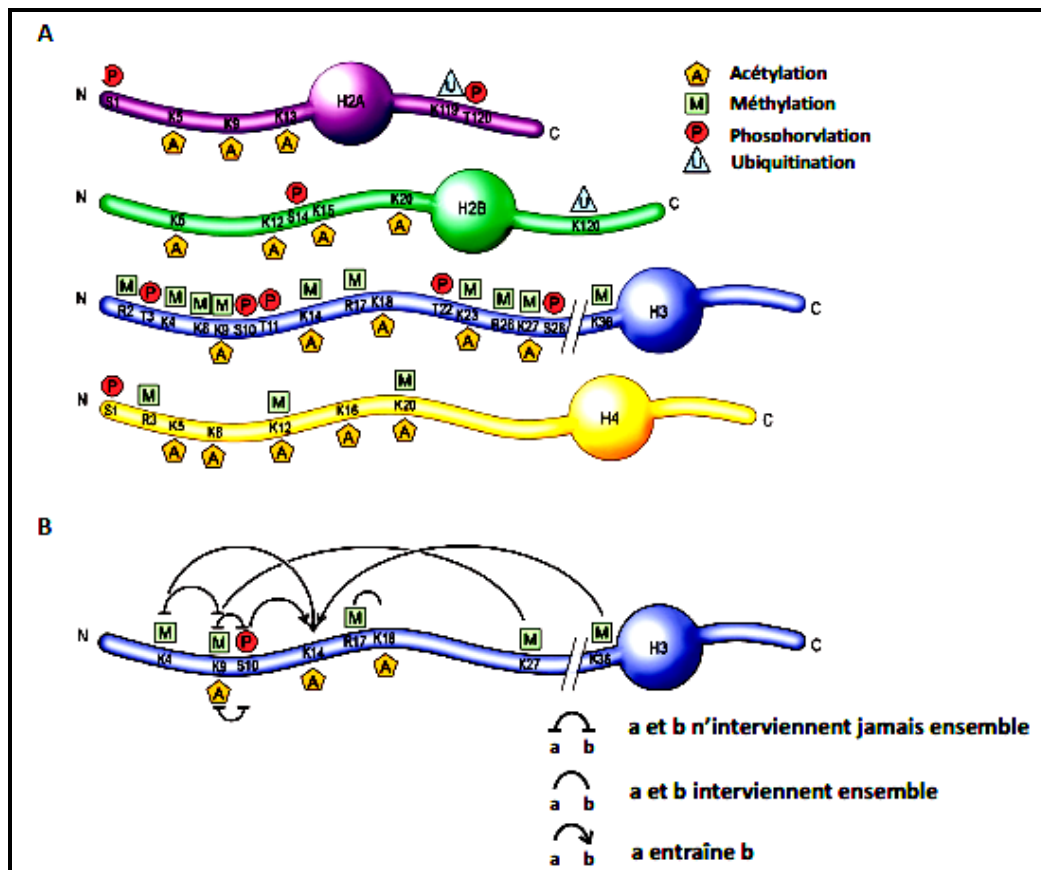 A
N P S1 K5 K9 K13 H2A K119 U P T120 C
A A A
A Acétylation
M Méthylation
P Phosphorylation
U Ubiquitination
N K5 K12 P S14 K15 K20 H2B U K120 C
A A A A
N M P M M M P P M M P M M M P M
R2 T3 K4 K8 K9 S10 T11 K14 R17 K18 T22 K23 R26 K27 S28 K36 H3 C
A A A A A
P M M M
N S1 R3 K5 K8 K12 K16 K20 H4 C
A A A A A
B
N M M P M M M
K4 K9 S10 K14 R17 K18 K27 K36 H3 C
A A A
a b a et b n'interviennent jamais ensemble
a b a et b interviennent ensemble
a b a entraîne b